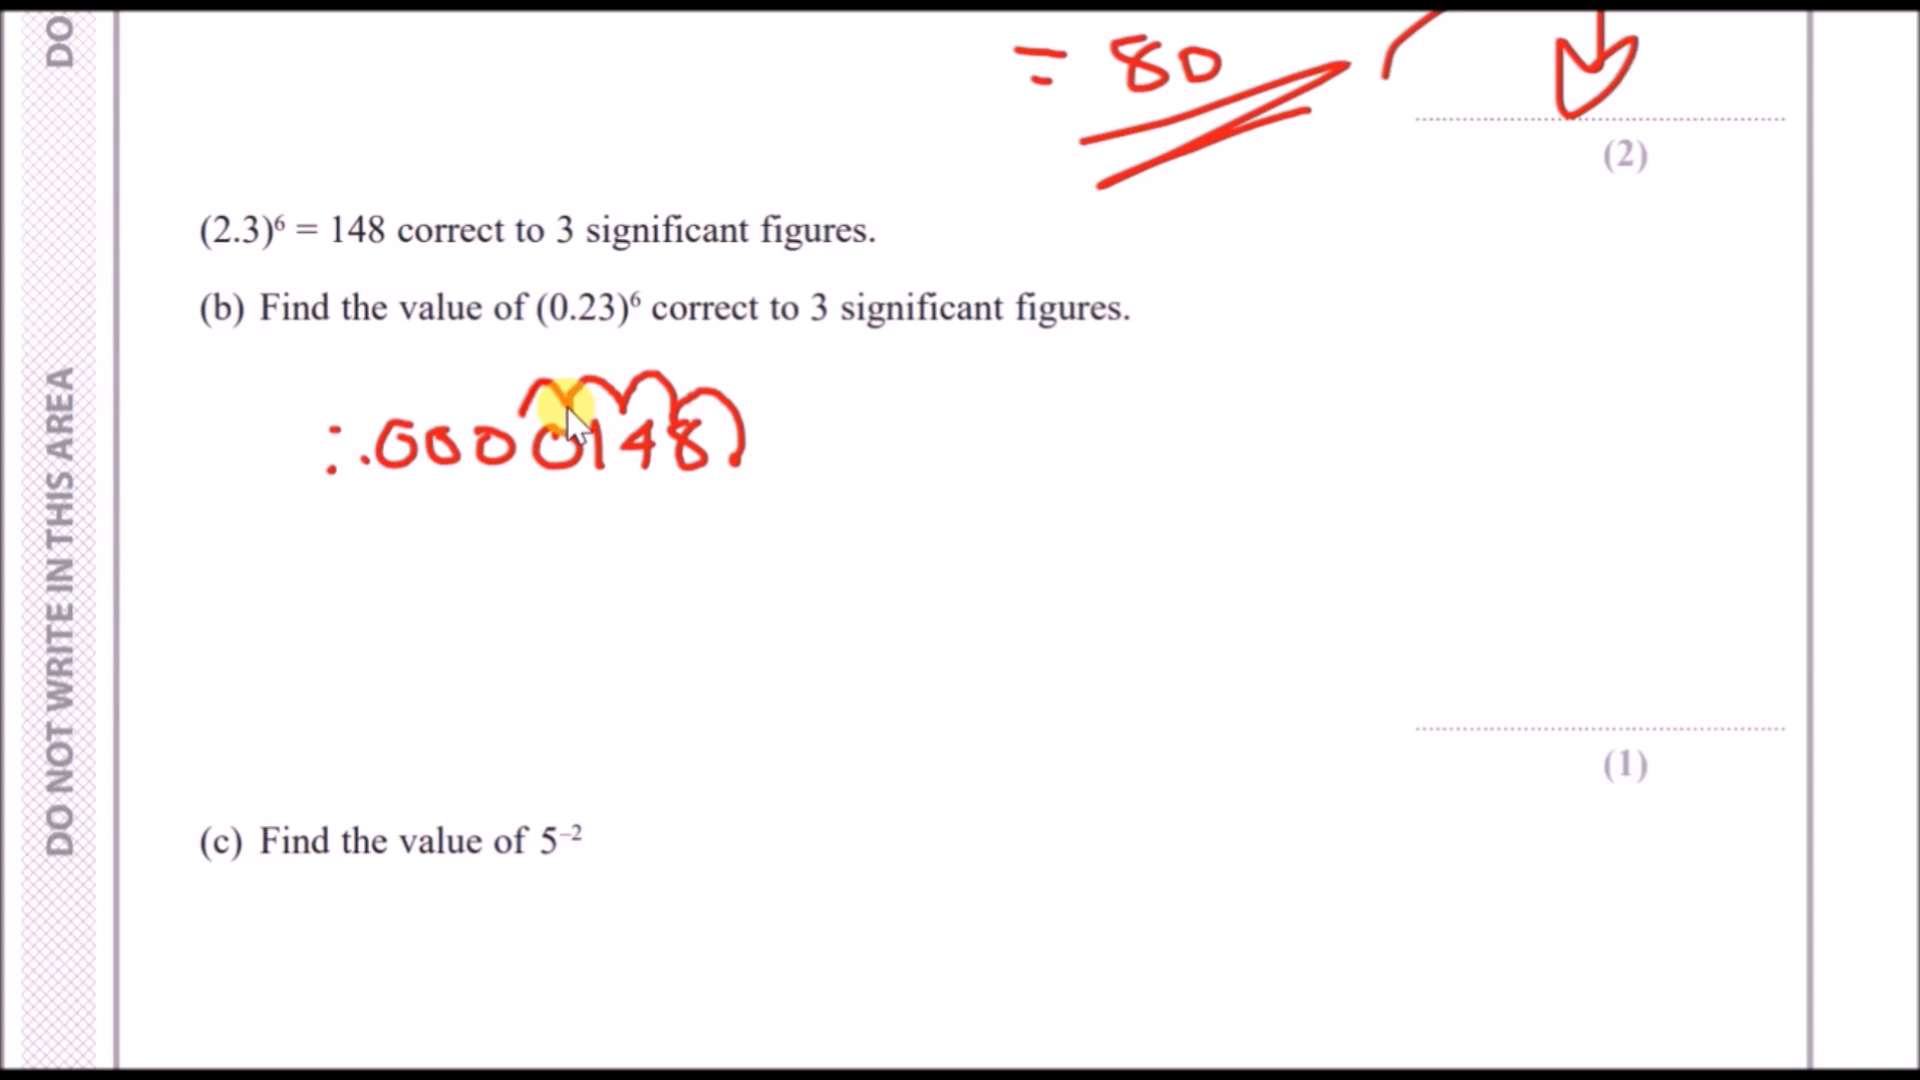 DO
= 80
(2)
(2.3)⁶ = 148 correct to 3 significant figures.
(b) Find the value of (0.23)⁶ correct to 3 significant figures.
.0000148
(1)
DO NOT WRITE IN THIS AREA
(c) Find the value of 5⁻²